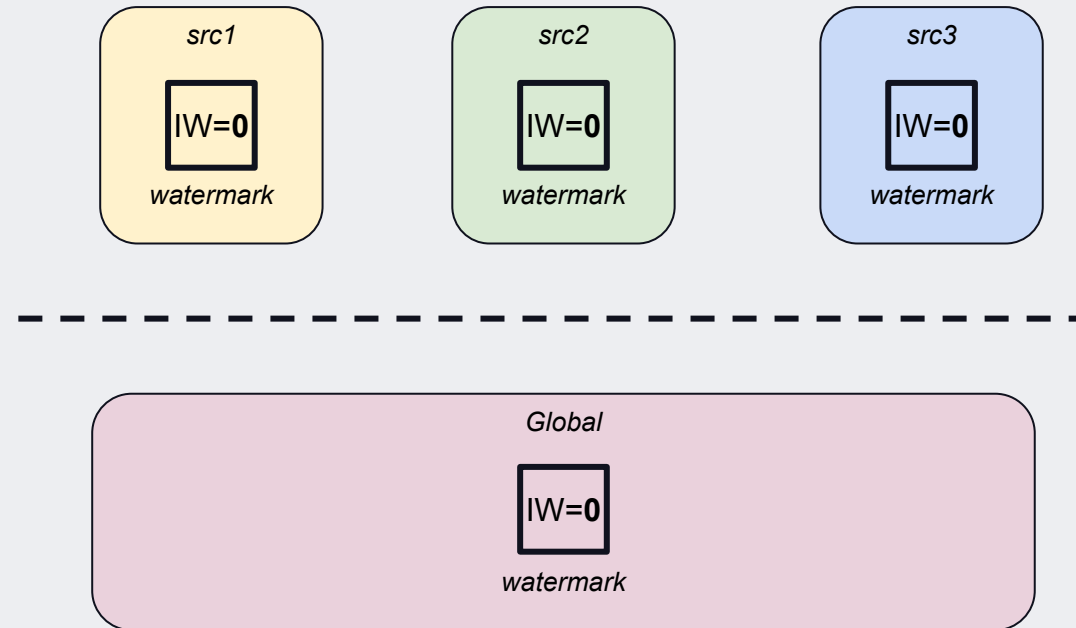 src1
src2
src3
IW=0
IW=0
IW=0
watermark
watermark
watermark
Global
IW=0
watermark